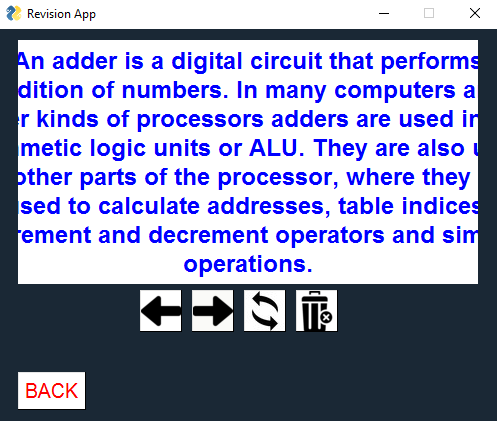 Revision App
An adder is a digital circuit that performs
dition of numbers. In many computers a
er kinds of processors adders are used in
metic logic units or ALU. They are also u
other parts of the processor, where they
used to calculate addresses, table indices
rement and decrement operators and sim
operations.
BACK